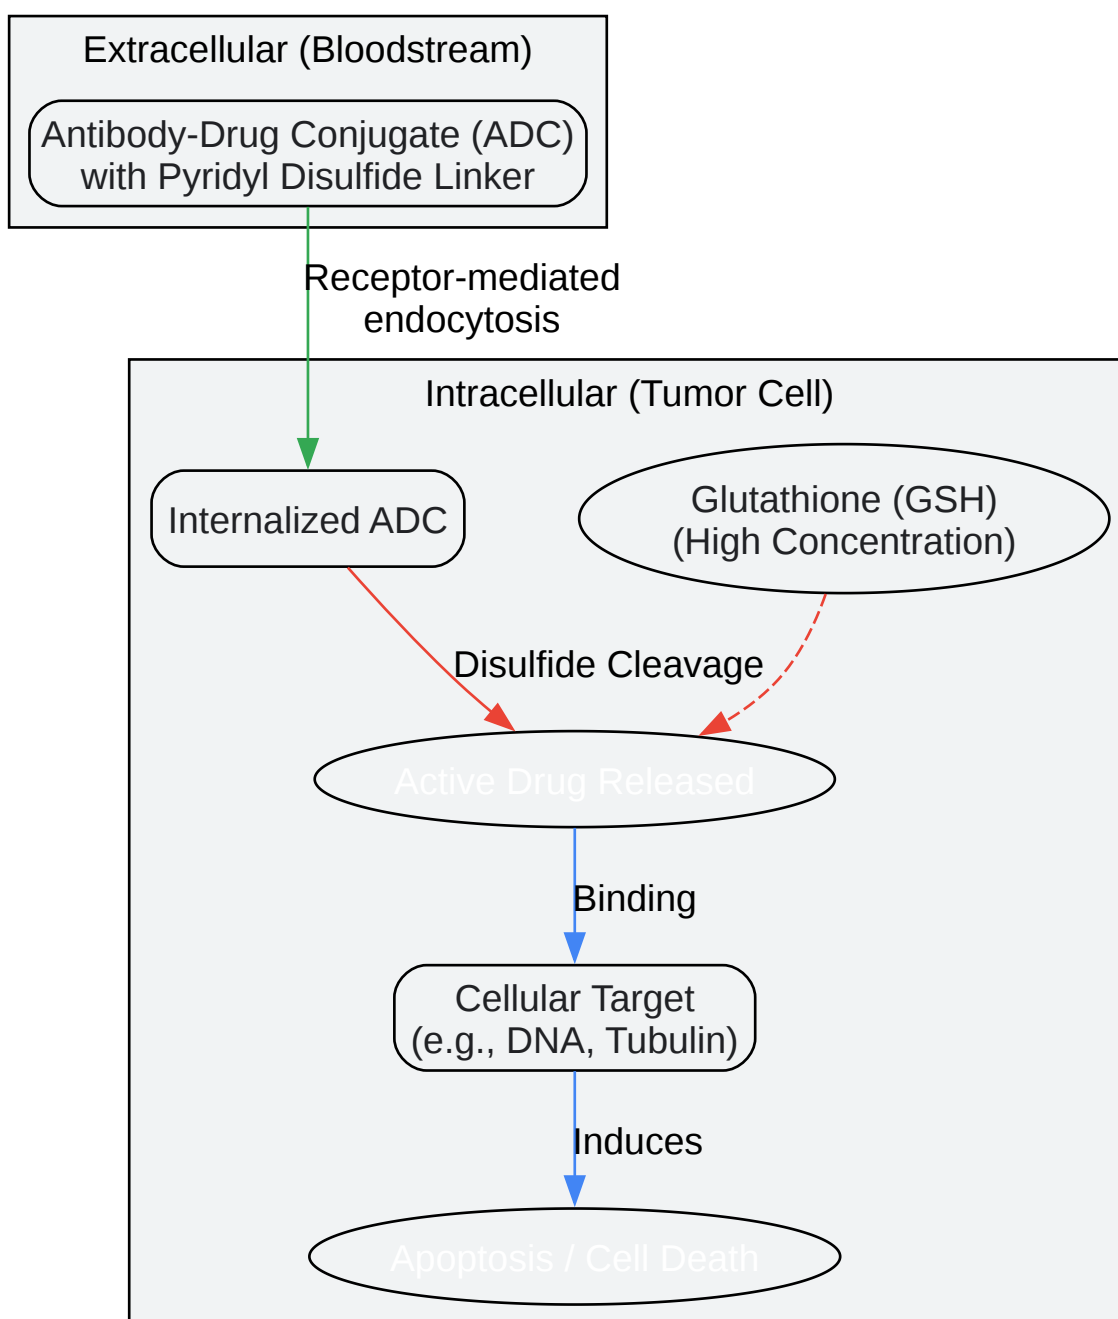 Extracellular (Bloodstream)
Antibody-Drug Conjugate (ADC)
with Pyridyl Disulfide Linker
Receptor-mediated
endocytosis
Intracellular (Tumor Cell)
Internalized ADC
Glutathione (GSH)
(High Concentration)
Disulfide Cleavage
Active Drug Released
Binding
Cellular Target
(e.g., DNA, Tubulin)
Induces
Apoptosis / Cell Death